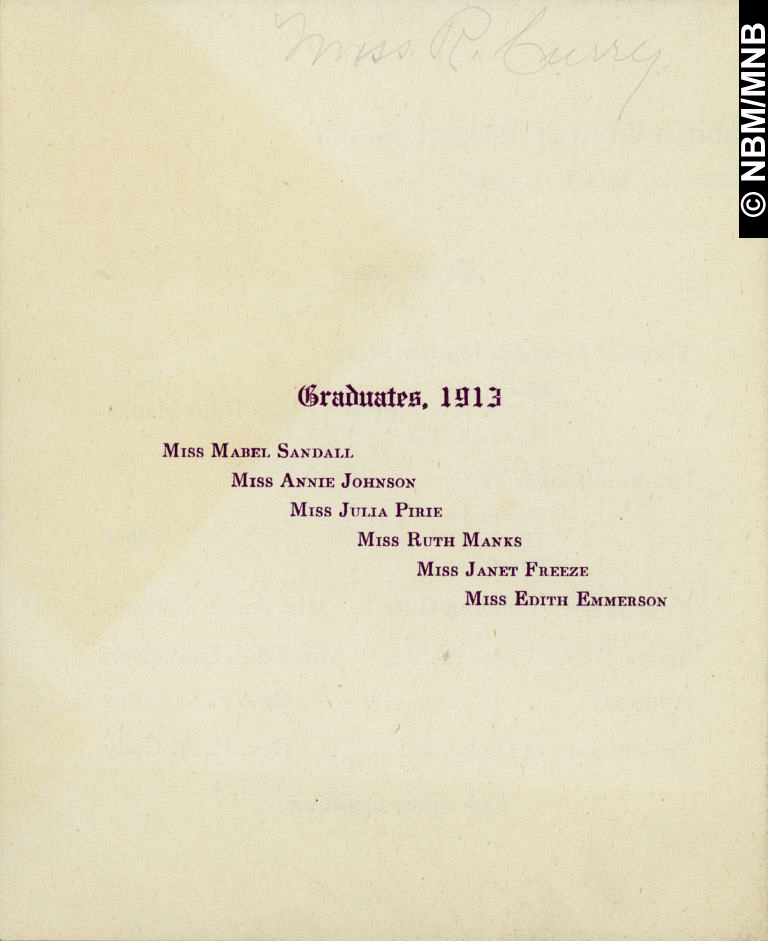 Miss R. Curry
© NBM/MNB
Graduates, 1913
Miss Mabel Sandall
Miss Annie Johnson
Miss Julia Pirie
Miss Ruth Manks
Miss Janet Freeze
Miss Edith Emmerson